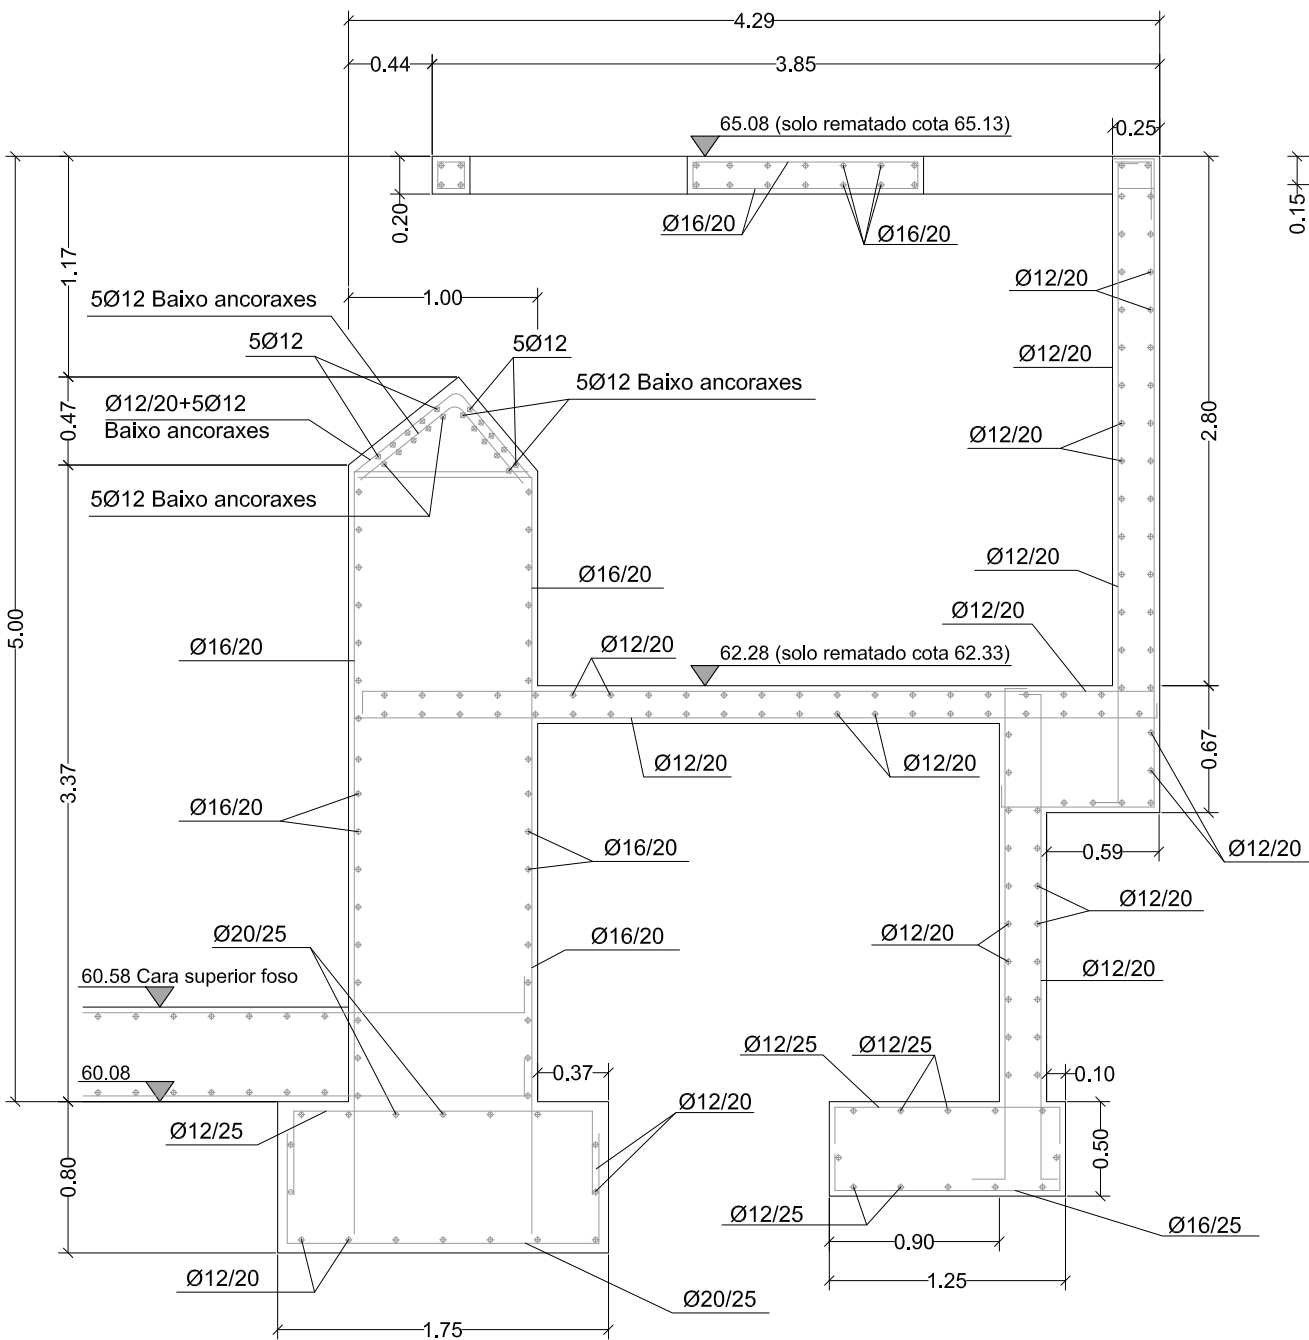 4.29
0.44
3.85
65.08 (solo rematado cota 65.13)
0.25
0.20
0.15
Ø16/20
Ø16/20
1.17
Ø12/20
1.00
5Ø12 Baixo ancoraxes
5Ø12
5Ø12
Ø12/20
5Ø12 Baixo ancoraxes
Ø12/20+5Ø12
Baixo ancoraxes
0.47
2.80
Ø12/20
5Ø12 Baixo ancoraxes
Ø12/20
Ø16/20
Ø12/20
5.00
Ø16/20
Ø12/20
62.28 (solo rematado cota 62.33)
Ø12/20
Ø12/20
0.67
3.37
Ø16/20
Ø16/20
0.59
Ø12/20
Ø12/20
Ø20/25
Ø16/20
Ø12/20
Ø12/20
60.58 Cara superior foso
Ø12/25
Ø12/25
60.08
0.37
0.10
Ø12/20
Ø12/25
0.50
0.80
Ø12/25
Ø16/25
0.90
Ø12/20
1.25
Ø20/25
1.75